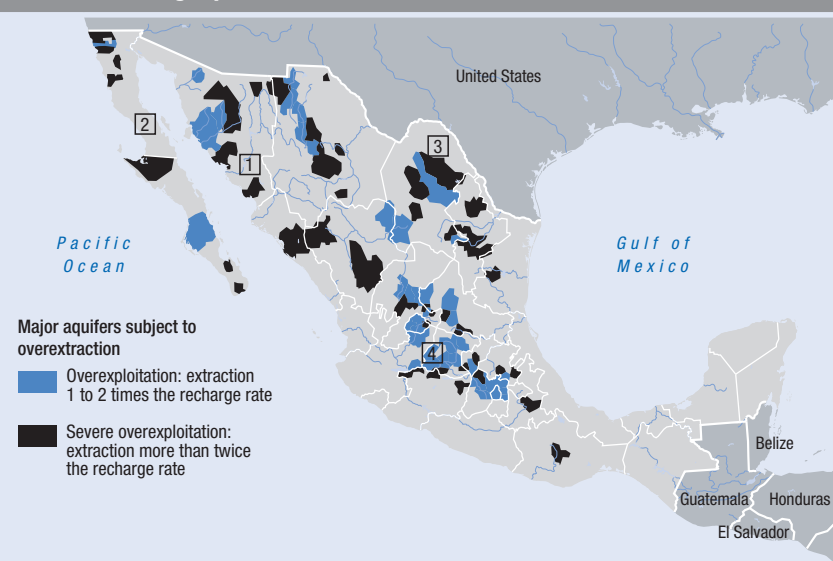 United States
2
3
1
Pacific
Ocean
Gulf of
Mexico
Major aquifers subject to
overextraction
Overexploitation: extraction
1 to 2 times the recharge rate
4
Severe overexploitation:
extraction more than twice
the recharge rate
Belize
Guatemala
Honduras
El Salvador